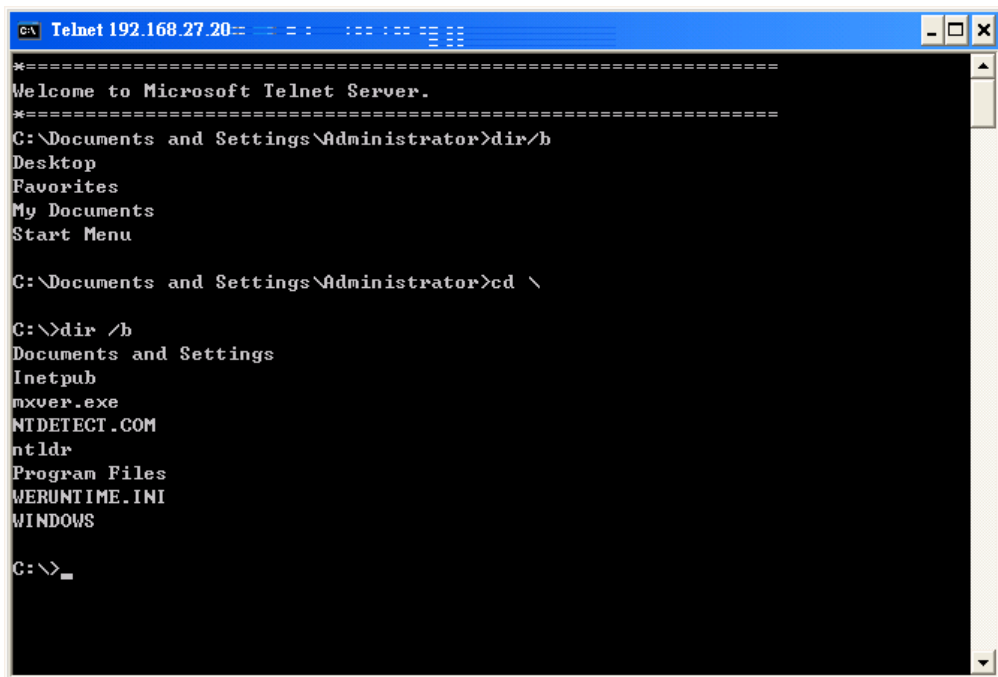 Telnet 192.168.27.20
*===============================================================
Welcome to Microsoft Telnet Server.
*===============================================================
C:\Documents and Settings\Administrator>dir/b
Desktop
Favorites
My Documents
Start Menu
C:\Documents and Settings\Administrator>cd \
C:\>dir /b
Documents and Settings
Inetpub
mxver.exe
NTDETECT.COM
ntldr
Program Files
WERUNTIME.INI
WINDOWS
C:\>_